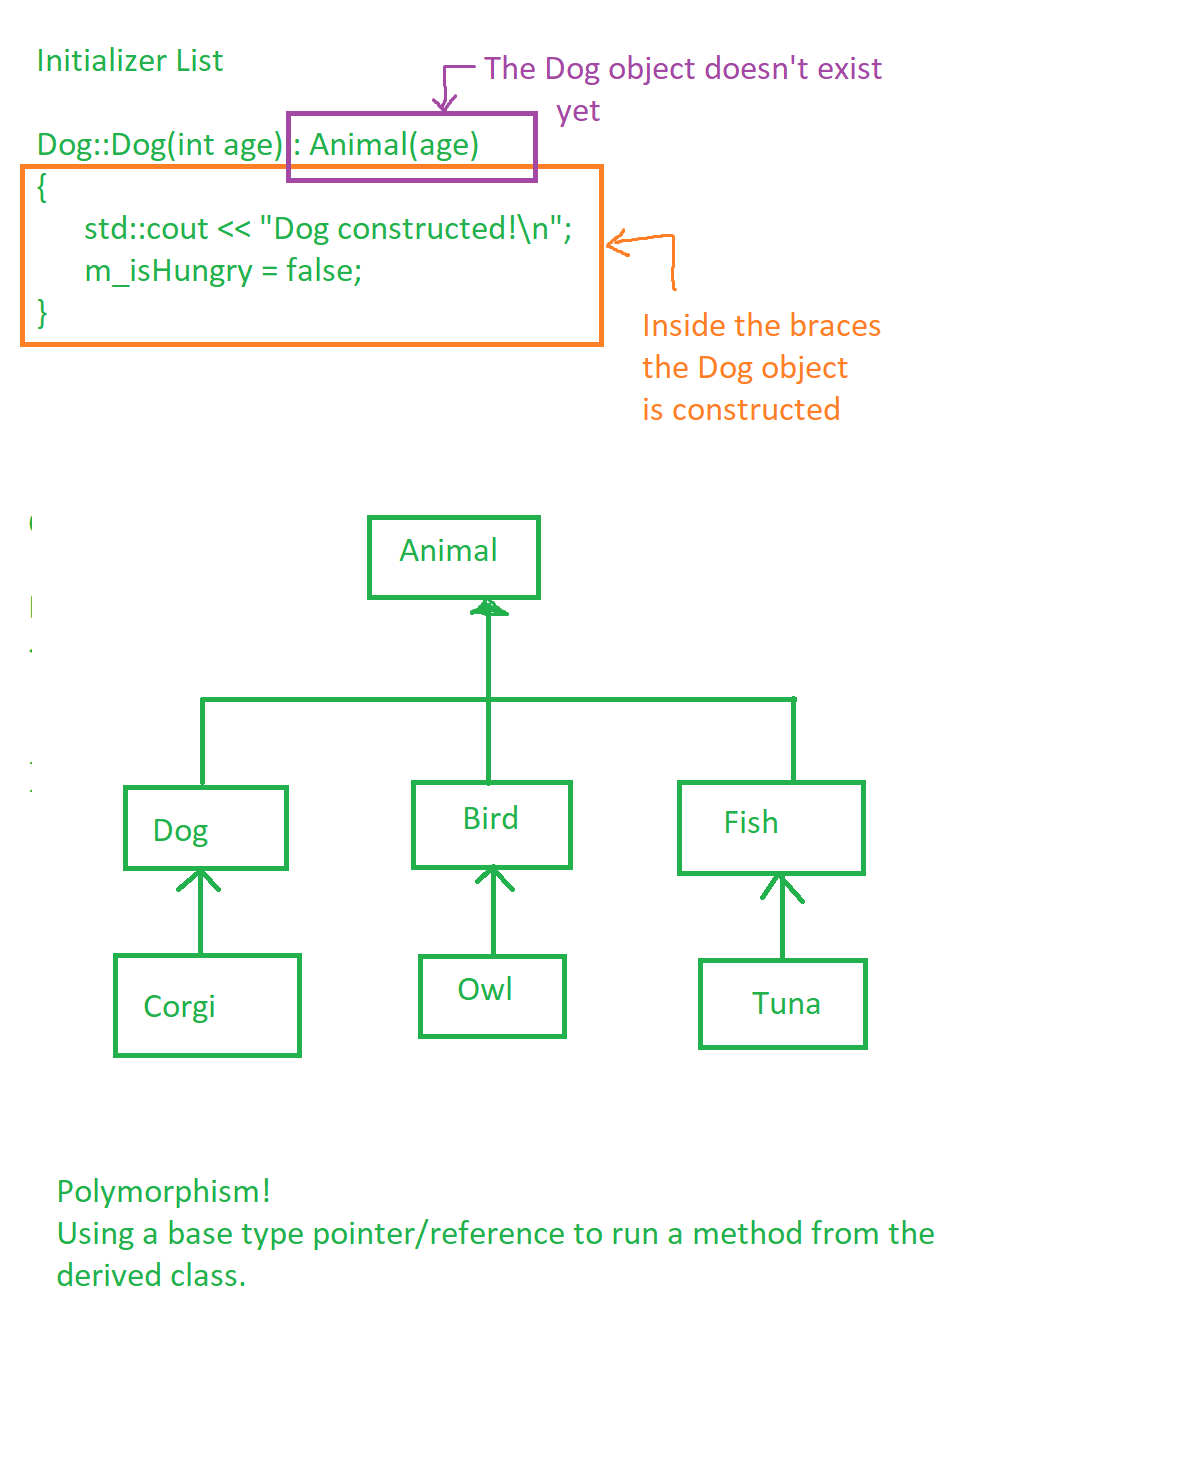 Initializer List
The Dog object doesn't exist
yet
Dog::Dog(int age) : Animal(age)
{
std::cout << "Dog constructed!\n";
m_isHungry = false;
}
Inside the braces
the Dog object
is constructed
Animal
Dog
Bird
Fish
Corgi
Owl
Tuna
Polymorphism!
Using a base type pointer/reference to run a method from the
derived class.